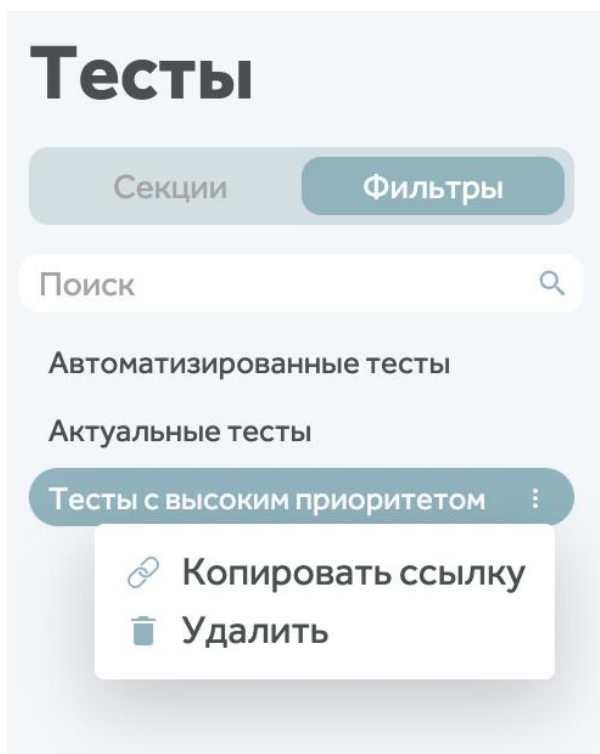 Тесты
Секции Фильтры
Поиск
Автоматизированные тесты
Актуальные тесты
Тесты с высоким приоритетом
Копировать ссылку
Удалить